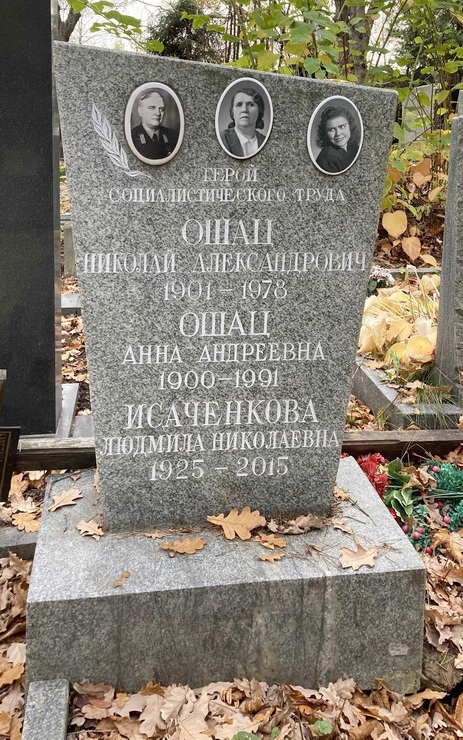 ГЕРОЙ
СОЦИАЛИСТИЧЕСКОГО ТРУДА
ОШАЦ
НИКОЛАЙ АЛЕКСАНДРОВИЧ
1901 – 1978
ОШАЦ
АННА АНДРЕЕВНА
1900 – 1991
ИСАЧЕНКОВА
ЛЮДМИЛА НИКОЛАЕВНА
1925 – 2015